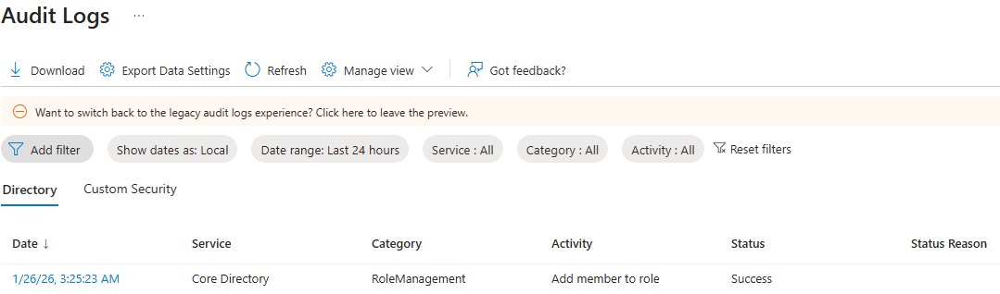 Audit Logs ...
Download Export Data Settings Refresh Manage view Got feedback?
Want to switch back to the legacy audit logs experience? Click here to leave the preview.
Add filter Show dates as: Local Date range: Last 24 hours Service : All Category : All Activity : All Reset filters
Directory Custom Security
Date ↓ Service Category Activity Status Status Reason
1/26/26, 3:25:23 AM Core Directory RoleManagement Add member to role Success